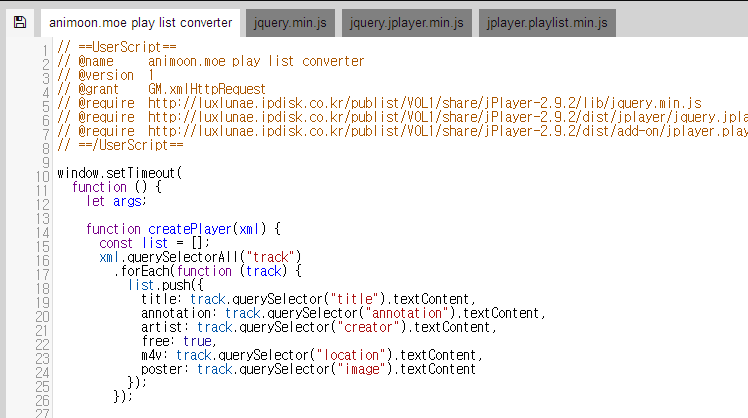 animoon.moe play list converter jquery.min.js jquery.jplayer.min.js jplayer.playlist.min.js
1 // ==UserScript==
2 // @name animoon.moe play list converter
3 // @version 1
4 // @grant GM.xmlHttpRequest
5 // @require http://luxlunae.ipdisk.co.kr/publist/VOL1/share/jPlayer-2.9.2/lib/jquery.min.js
6 // @require http://luxlunae.ipdisk.co.kr/publist/VOL1/share/jPlayer-2.9.2/dist/jplayer/jquery.jpla
7 // @require http://luxlunae.ipdisk.co.kr/publist/VOL1/share/jPlayer-2.9.2/dist/add-on/jplayer.play
8 // ==/UserScript==
9
10 window.setTimeout(
11 function () {
12 let args;
13
14 function createPlayer(xml) {
15 const list = [];
16 xml.querySelectorAll("track")
17 .forEach(function (track) {
18 list.push({
19 title: track.querySelector("title").textContent,
20 annotation: track.querySelector("annotation").textContent,
21 artist: track.querySelector("creator").textContent,
22 free: true,
23 m4v: track.querySelector("location").textContent,
24 poster: track.querySelector("image").textContent
25 });
26 });
27